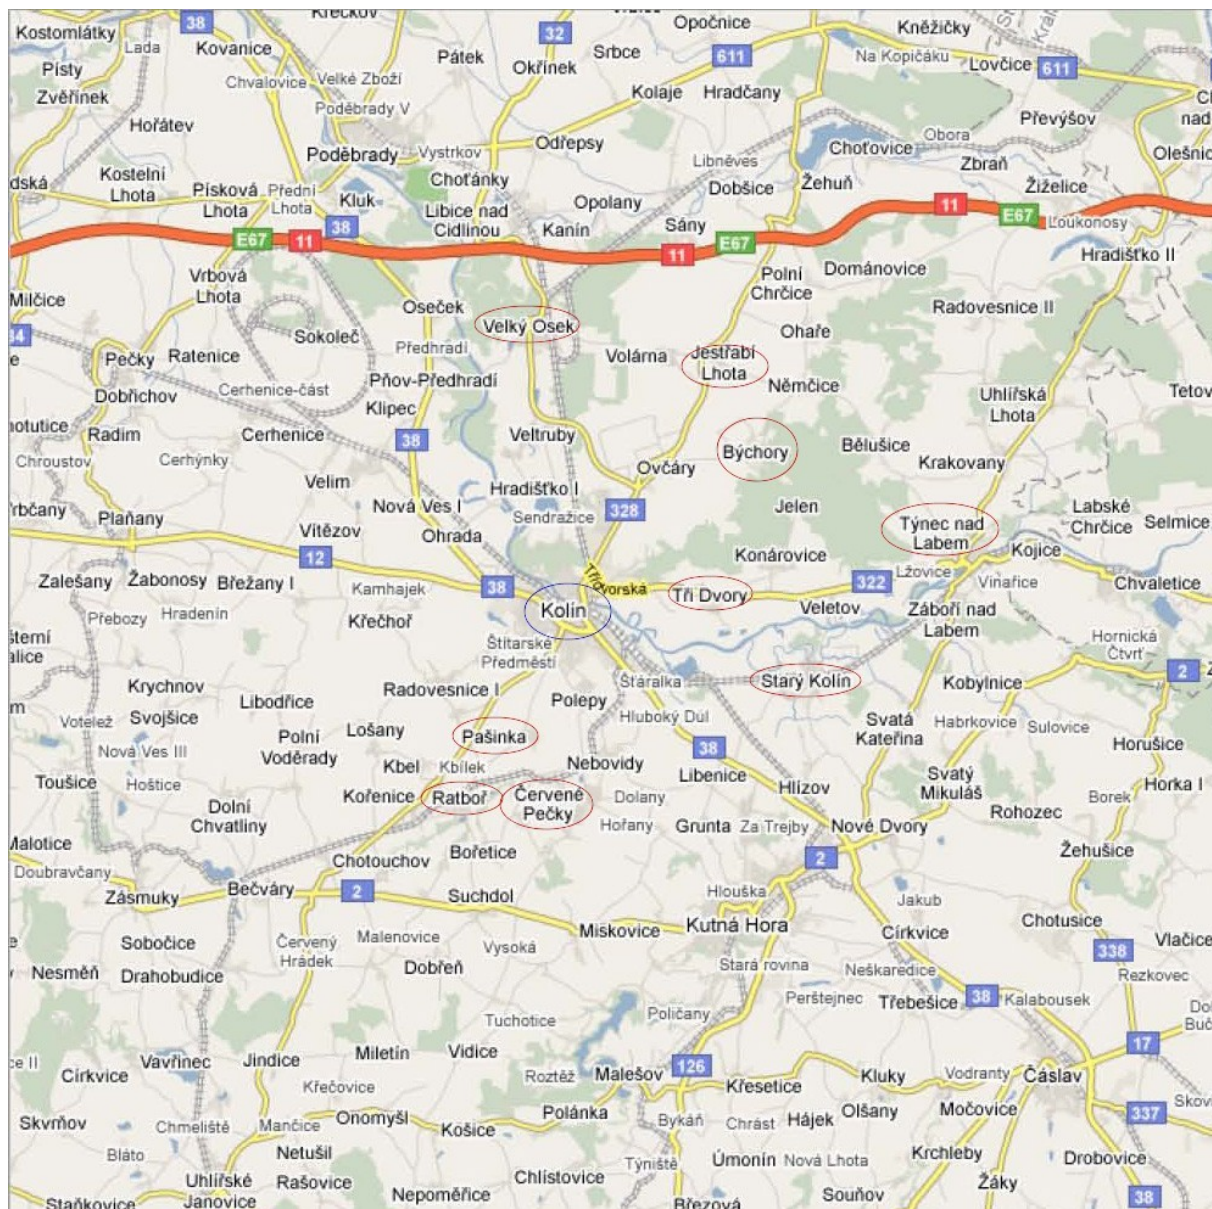 Křečkov
Opočnice
Kněžičky
Kostomlátky
38
Kovanice
32
Srbce
Lada
Pátek
611
Na Kopičáku
Lovčice
611
Písty
Chvalovice
Velké Zboží
Okřínek
Zvěřínek
Poděbrady V
Kolaje
Hradčany
Převýšov
Hořátev
Odřepsy
Obora
Choťovice
Poděbrady
Vystrkov
Libněves
Zbraň
Olešnic
Kostelní
Lhota
Písková
Lhota
Přední
Lhota
Kluk
Choťánky
Dobšice
Žehuň
Žiželice
dská
Opolany
11
E67
38
Libice nad
Cidlinou
Kanín
Sány
Loukonosy
E67
11
11
E67
Hradišťko II
Vrbová
Lhota
Polní
Chrčice
Dománovice
Milčice
Oseček
Radovesnice II
Velký Osek
Sokoleč
Ohaře
Pečky
Ratenice
Předhradí
Volárna
Jestřabí
Lhota
Cerhenice-část
Pňov-Předhradí
Němčice
Uhlířská
Lhota
Tetov
Dobřichov
Klipec
Radim
Cerhenice
38
Veltruby
Bělušice
Chroustov
Cerhýnky
Býchory
Krakovany
Ovčáry
Velim
Hradišťko I
Nová Ves I
Jelen
Labské
Chrčice
Selmice
Plaňany
Sendražice
328
Týnec nad
Labem
Vítězov
Ohrada
Konárovice
Kojice
12
Lžovice
Vinařice
Chvaletice
Zalešany
Žabonosy
Břežany I
Kamhajek
38
Třídvorská
Tři Dvory
322
Hradenín
Kolín
Veletov
Přebozy
Křečhoř
Záboří nad
Labem
Štítarské
Předměstí
Hornická
Čtvrť
2
Krychnov
Radovesnice I
Štáralka
Starý Kolín
Kobylnice
Libodřice
Polepy
Votelež
Svojšice
Hluboký Důl
Svatá
Kateřina
Habrkovice
Sulovice
Lošany
Pašinka
Nová Ves III
Polní
Voděrady
38
Horušice
Kbel
Kbílek
Nebovidy
Libenice
Toušice
Hoštice
Hlízov
Svatý
Mikuláš
Horka I
Kořenice
Ratboř
Červené
Pečky
Dolany
Borek
Dolní
Chvatliny
Rohozec
Hořany
Grunta
Za Trejby
Nové Dvory
Malotice
Bořetice
Žehušice
Chotouchov
2
Doubravčany
Bečváry
2
Zásmuky
Suchdol
Hlouška
Jakub
Kutná Hora
Chotusice
Miskovice
Církvice
Sobočice
Červený
Hrádek
Malenovice
Vysoká
338
Vlačice
Nesměň
Drahobudice
Dobřeň
Stará rovina
Neškaredice
Rezkovec
Perštejnec
Třebešice
38
Kalabousek
Poličany
Tuchotice
17
Vavřinec
Jindice
Miletín
Vidice
Církvice
Roztěž
Malešov
126
Vodranty
Čáslav
Křečovice
Křesetice
Kluky
Polánka
Olšany
Močovice
337
Onomyšl
Bykáň
Chrást
Hájek
Chmeliště
Mančice
Košice
Bláto
Netušil
Týniště
Úmonín
Nová Lhota
Krchleby
Drobovice
Uhlířské
Janovice
Rašovice
Chlístovice
Žáky
38
Staňkovice
Nepoměřice
Březová
Souňov